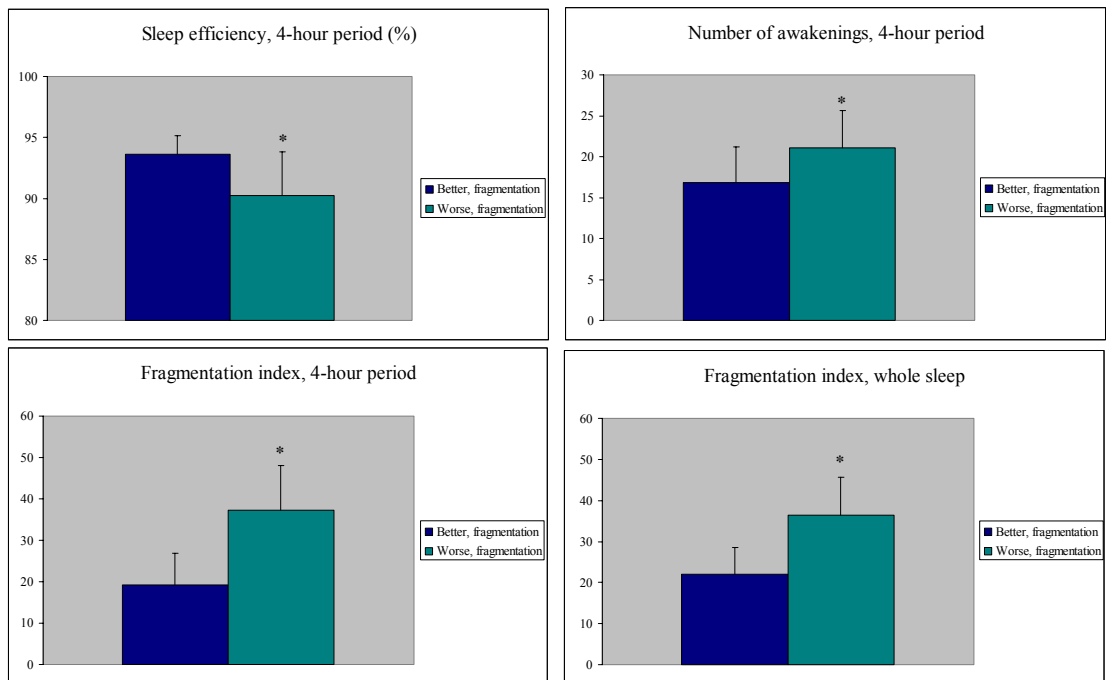 Sleep efficiency, 4-hour period (%)
100
95
90
85
80
*
Better, fragmentation
Worse, fragmentation
Number of awakenings, 4-hour period
30
25
20
15
10
5
0
*
Better, fragmentation
Worse, fragmentation
Fragmentation index, 4-hour period
60
50
40
30
20
10
0
*
Better, fragmentation
Worse, fragmentation
Fragmentation index, whole sleep
60
50
40
30
20
10
0
*
Better, fragmentation
Worse, fragmentation